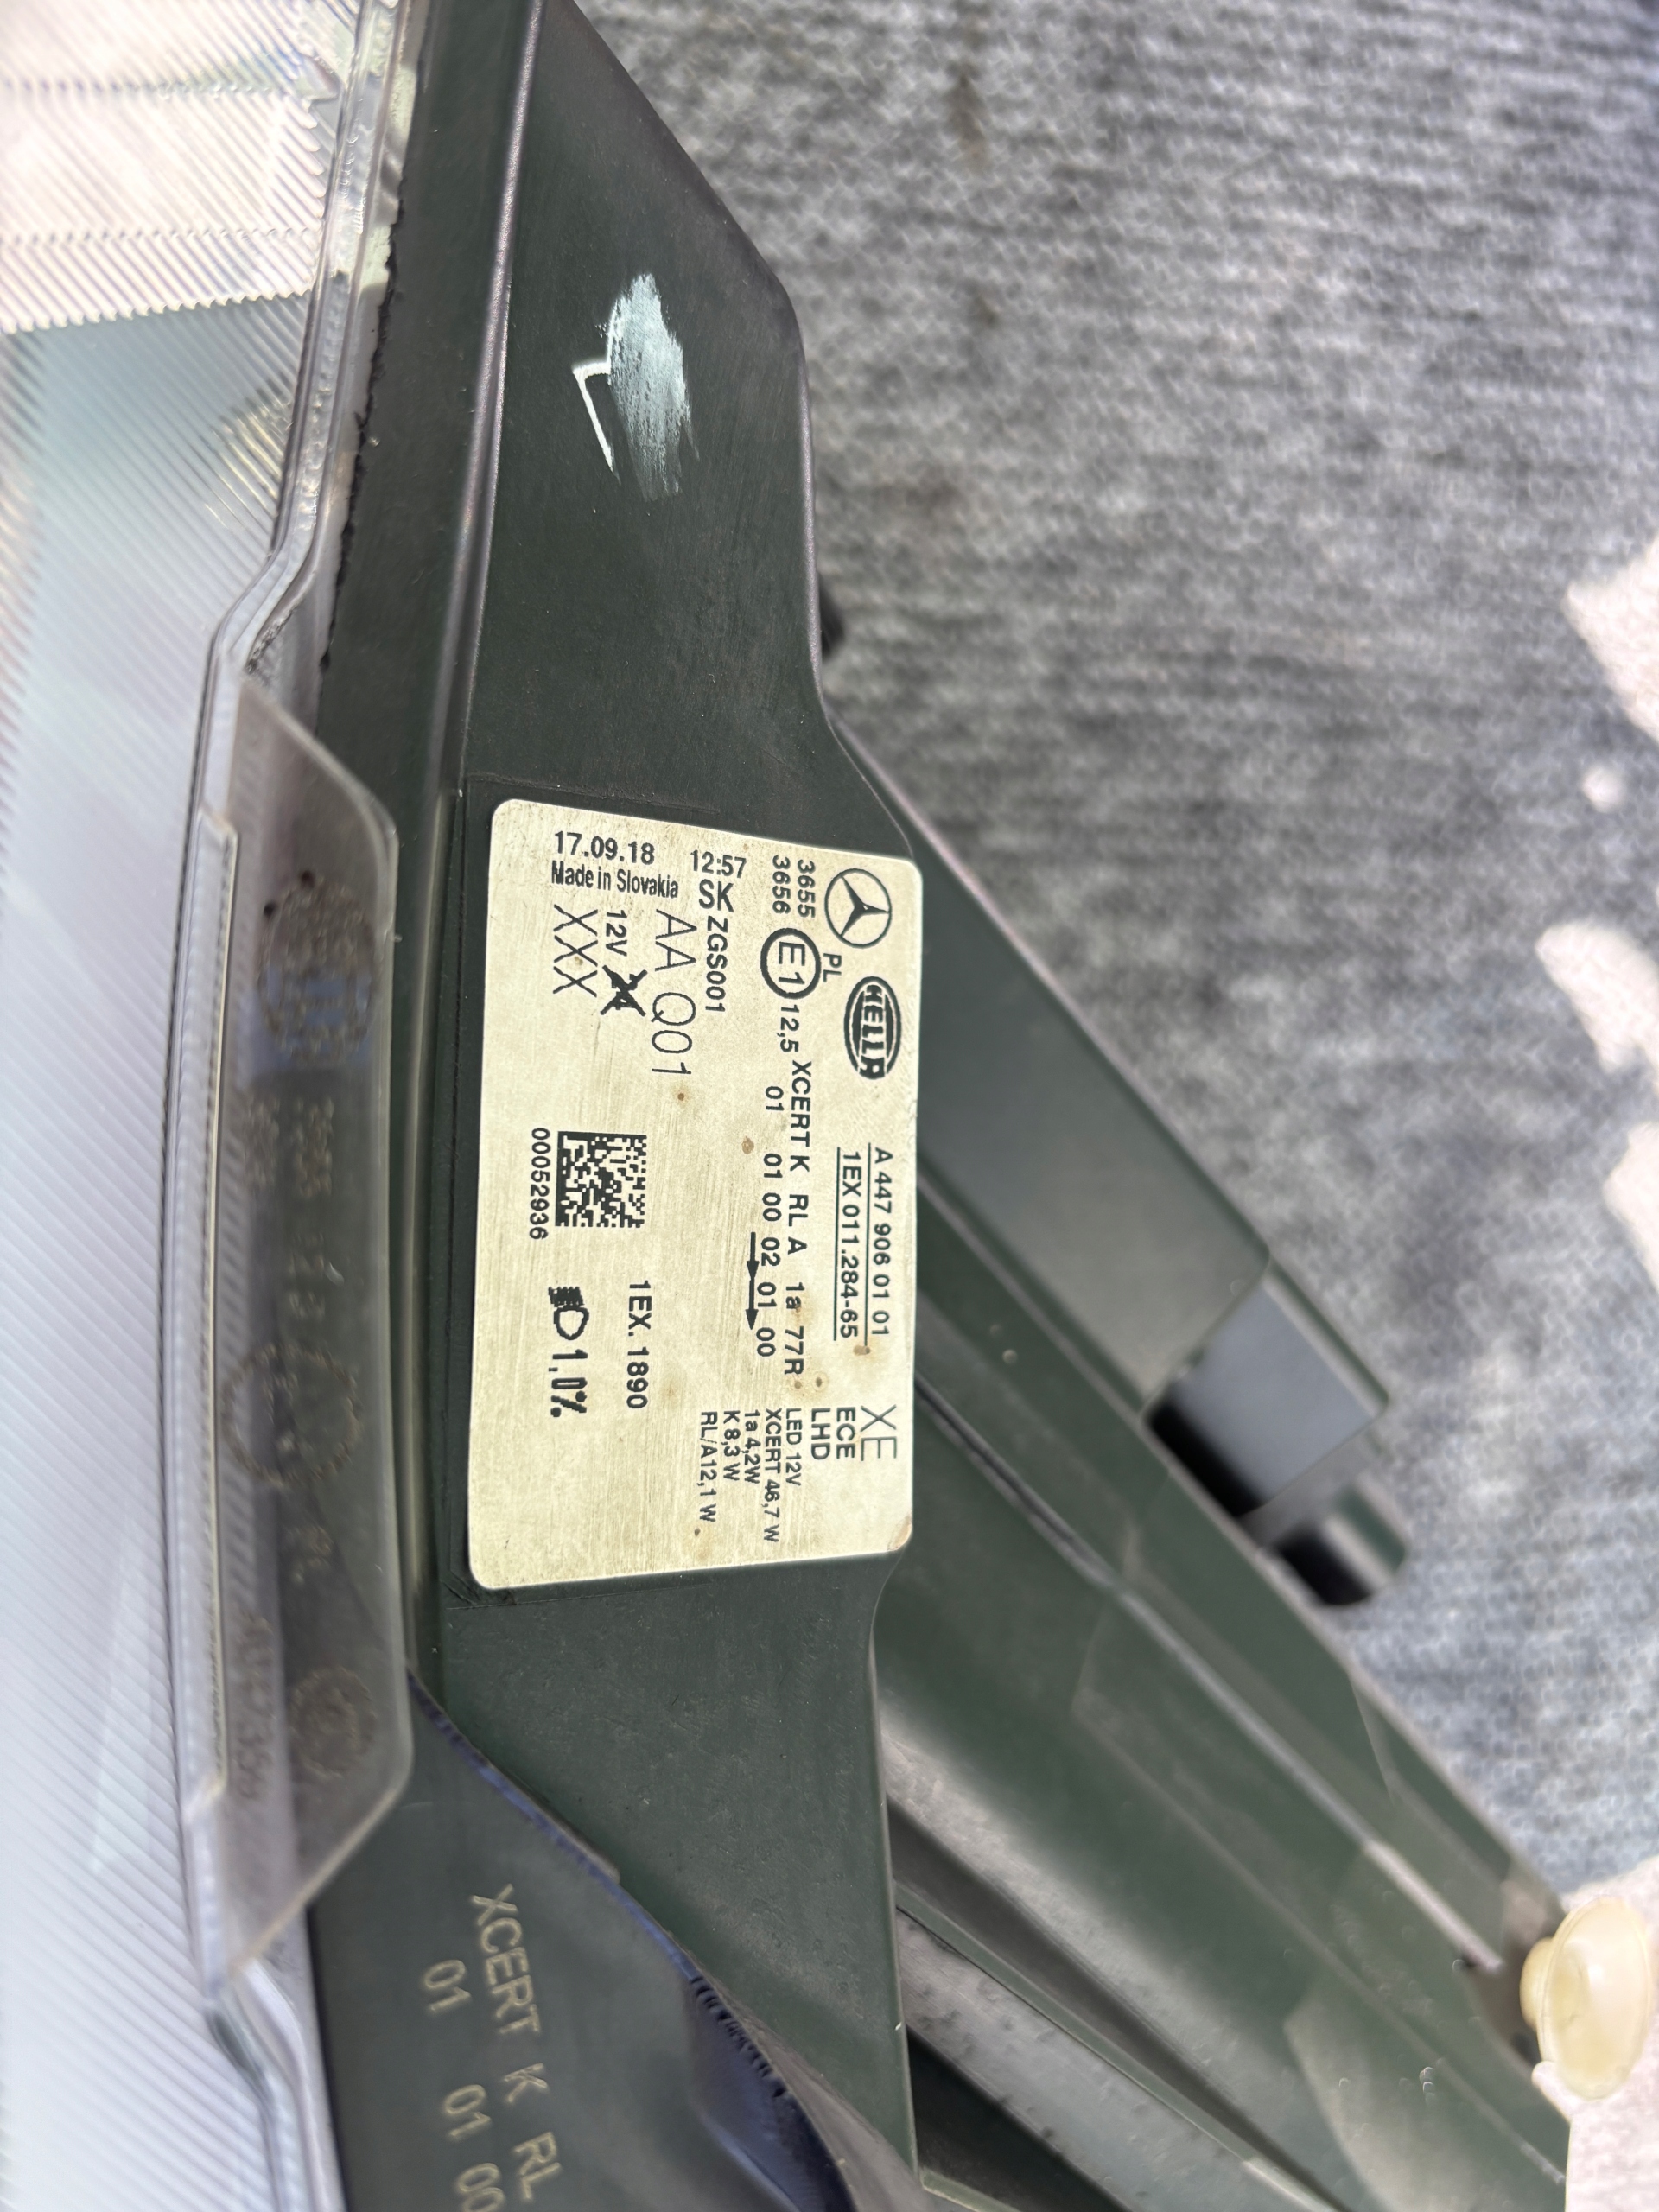 HELLA
A 447 906 01 01
1EX 011.284-65
XE
ECE
LHD
3655
3656
PL
E1
12,5
XCERT K RL A 1a 77R
01 01 00 02 01 00
LED 12V
XCERT 46,7 W
1a 4,2W
K 8,3 W
RL/A12,1 W
12:57
SK
ZGS001
17.09.18
Made in Slovakia
AA Q01
12V
XXX
00052936
1EX. 1890
1,0%
XCERT K RL
01 01 00